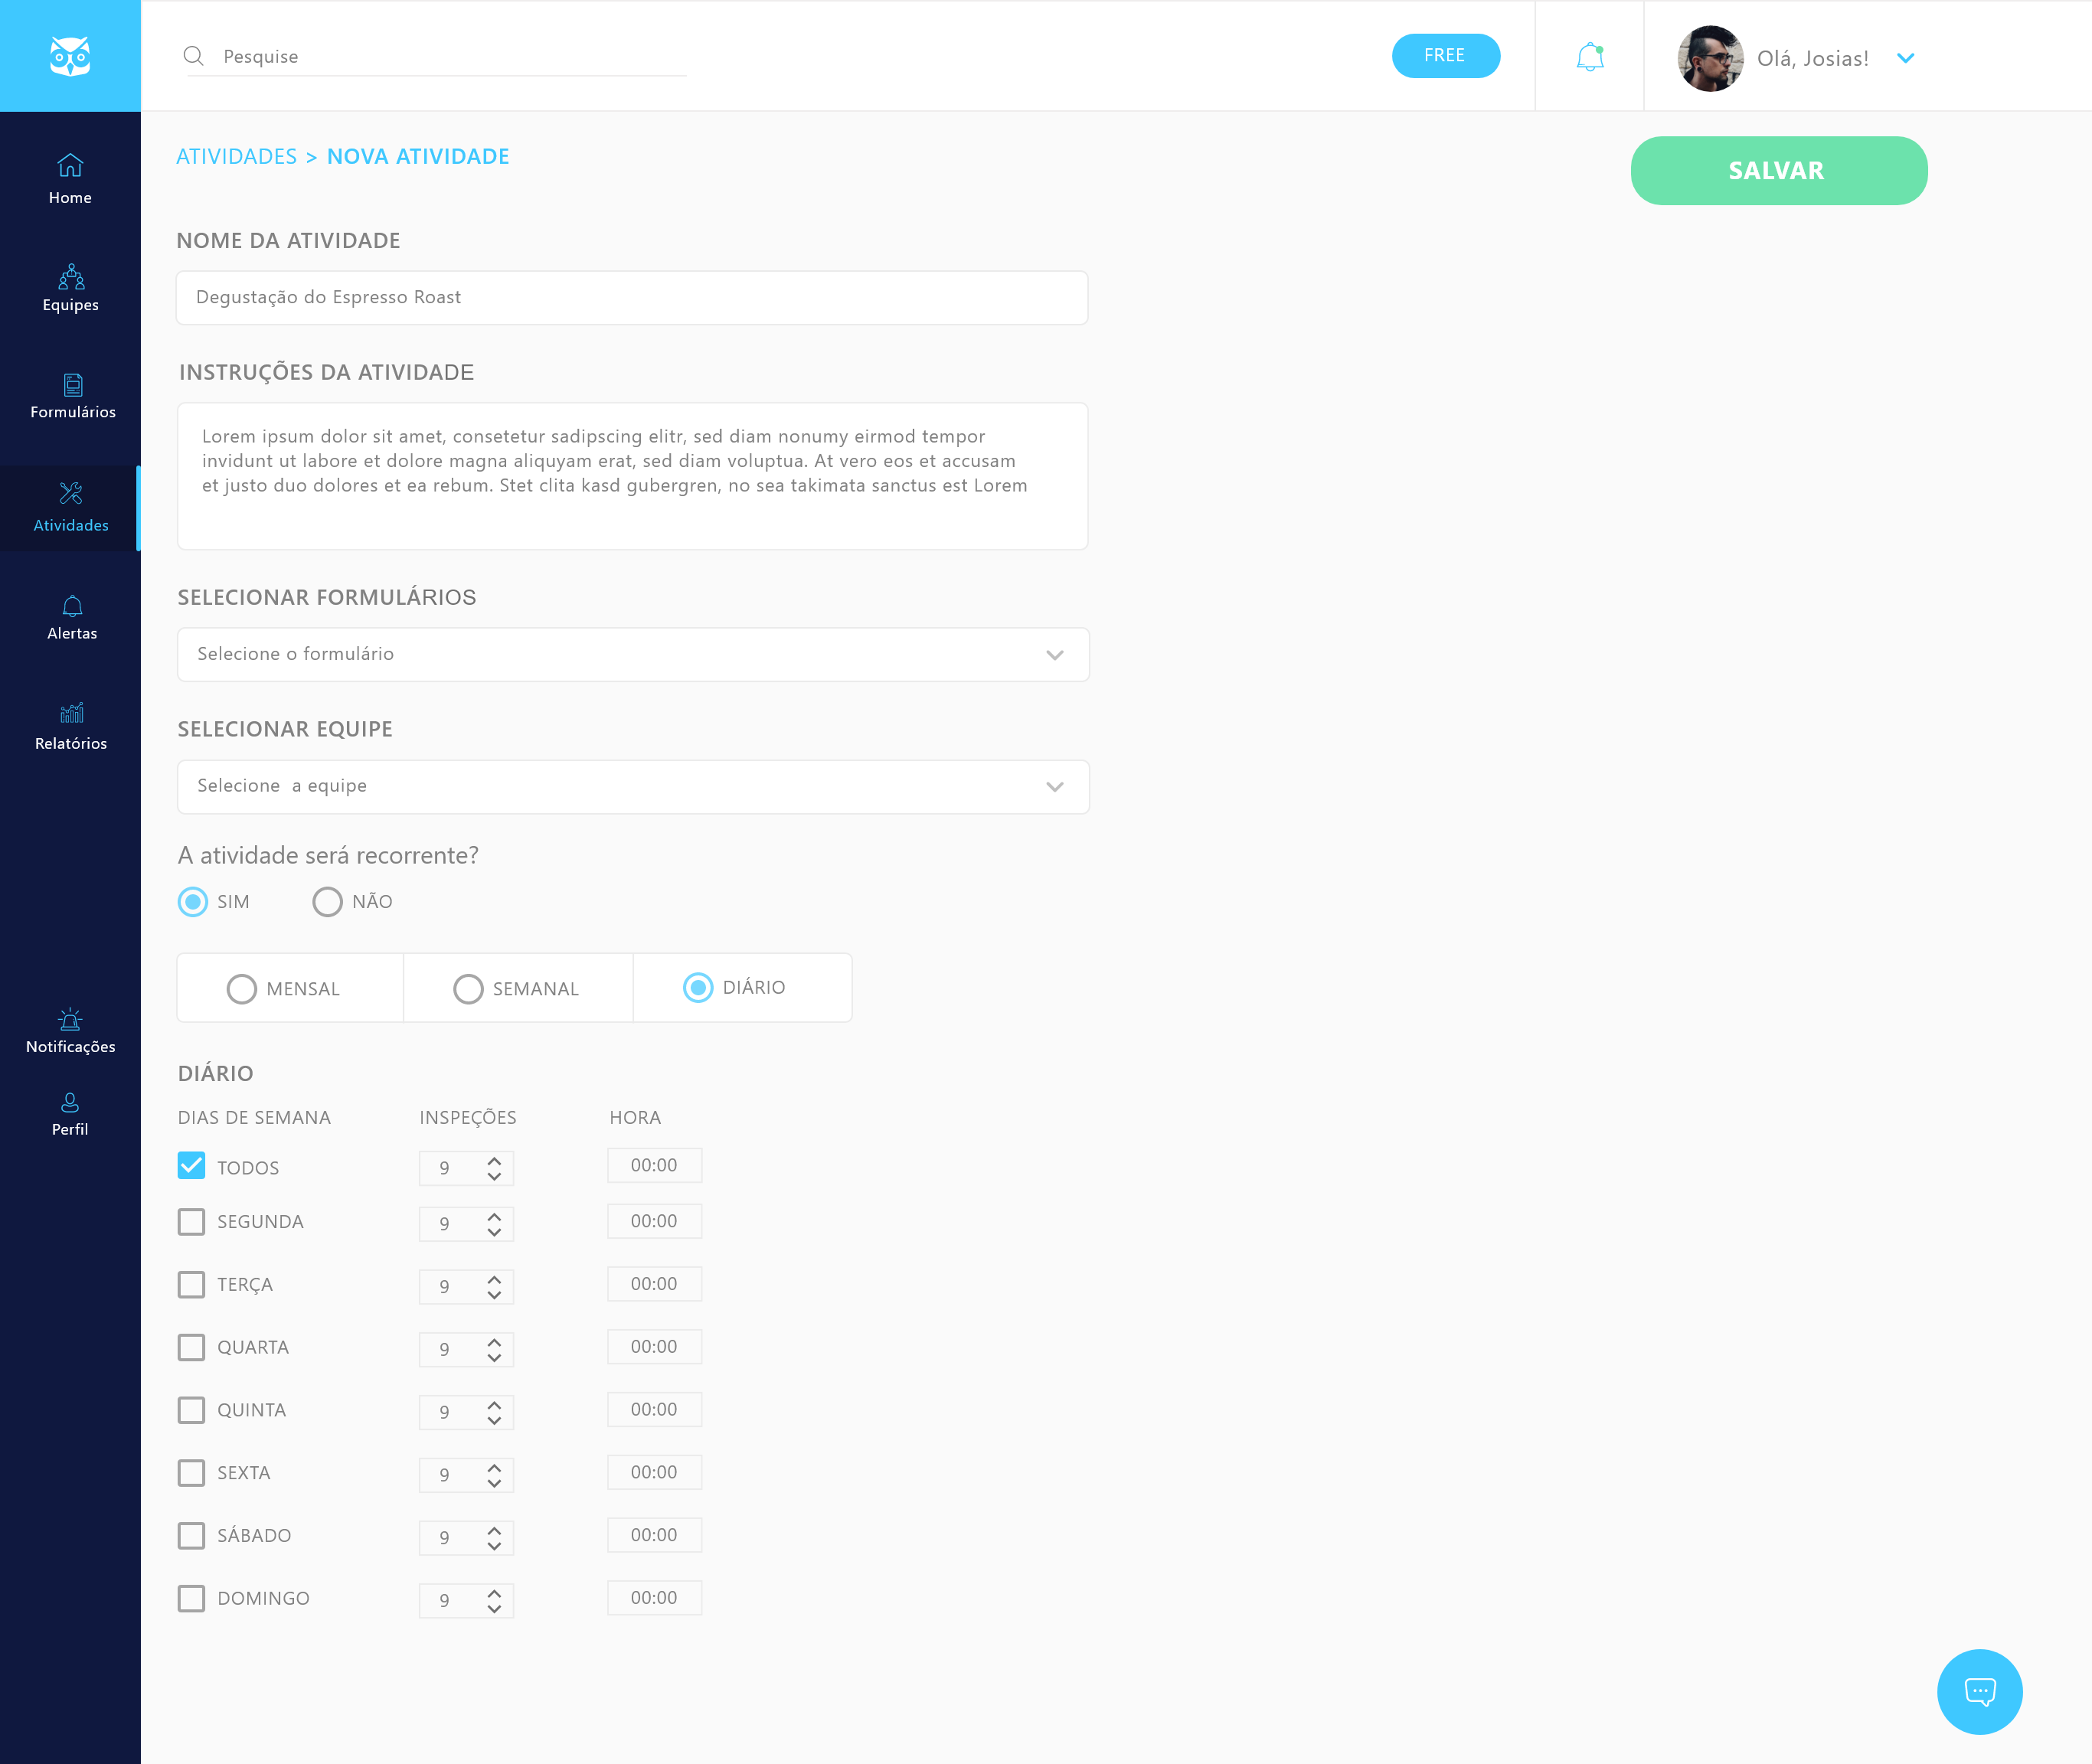 Pesquise
FREE
Olá, Josias!
Home
Equipes
Formulários
Atividades
Alertas
Relatórios
Notificações
Perfil
ATIVIDADES > NOVA ATIVIDADE
SALVAR
NOME DA ATIVIDADE
Degustação do Espresso Roast
INSTRUÇÕES DA ATIVIDADE
Lorem ipsum dolor sit amet, consetetur sadipscing elitr, sed diam nonumy eirmod tempor
invidunt ut labore et dolore magna aliquyam erat, sed diam voluptua. At vero eos et accusam
et justo duo dolores et ea rebum. Stet clita kasd gubergren, no sea takimata sanctus est Lorem
SELECIONAR FORMULÁRIOS
Selecione o formulário
SELECIONAR EQUIPE
Selecione  a equipe
A atividade será recorrente?
SIM NÃO
MENSAL SEMANAL DIÁRIO
DIÁRIO
DIAS DE SEMANA INSPEÇÕES HORA
TODOS 9 00:00
SEGUNDA 9 00:00
TERÇA 9 00:00
QUARTA 9 00:00
QUINTA 9 00:00
SEXTA 9 00:00
SÁBADO 9 00:00
DOMINGO 9 00:00